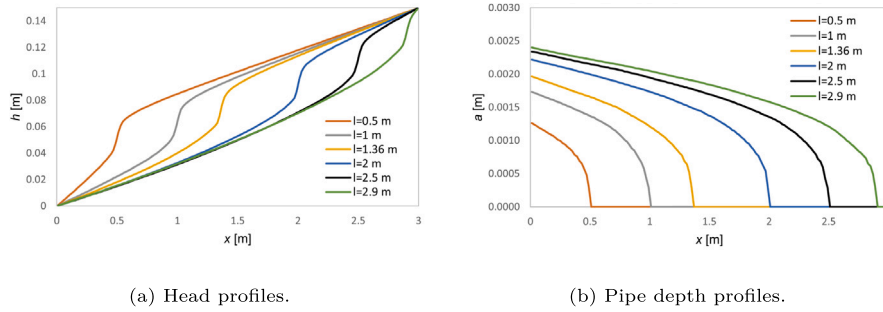 0.14
0.12
0.1
0.08
0.06
0.04
0.02
0
h [m]
0
0.5
1
1.5
2
2.5
3
x [m]
l=0.5 m
l=1 m
l=1.36 m
l=2 m
l=2.5 m
l=2.9 m
(a) Head profiles.
0.0030
0.0025
0.0020
0.0015
0.0010
0.0005
0.0000
a [m]
0
0.5
1
1.5
2
2.5
x [m]
l=0.5 m
l=1 m
l=1.36 m
l=2 m
l=2.5 m
l=2.9 m
(b) Pipe depth profiles.